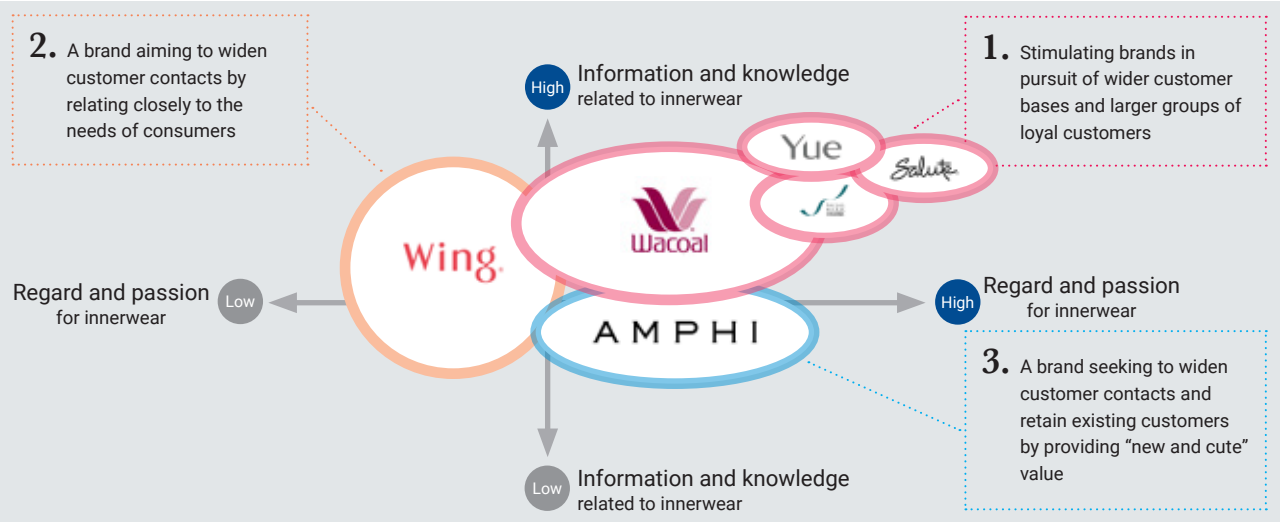 2. A brand aiming to widen
customer contacts by
relating closely to the
needs of consumers
1. Stimulating brands in
pursuit of wider customer
bases and larger groups of
loyal customers
High
Information and knowledge
related to innerwear
Yue
Salute
Wacoal
Wing
Regard and passion
for innerwear
Low
High
Regard and passion
for innerwear
AMPHI
3. A brand seeking to widen
customer contacts and
retain existing customers
by providing “new and cute”
value
Low
Information and knowledge
related to innerwear